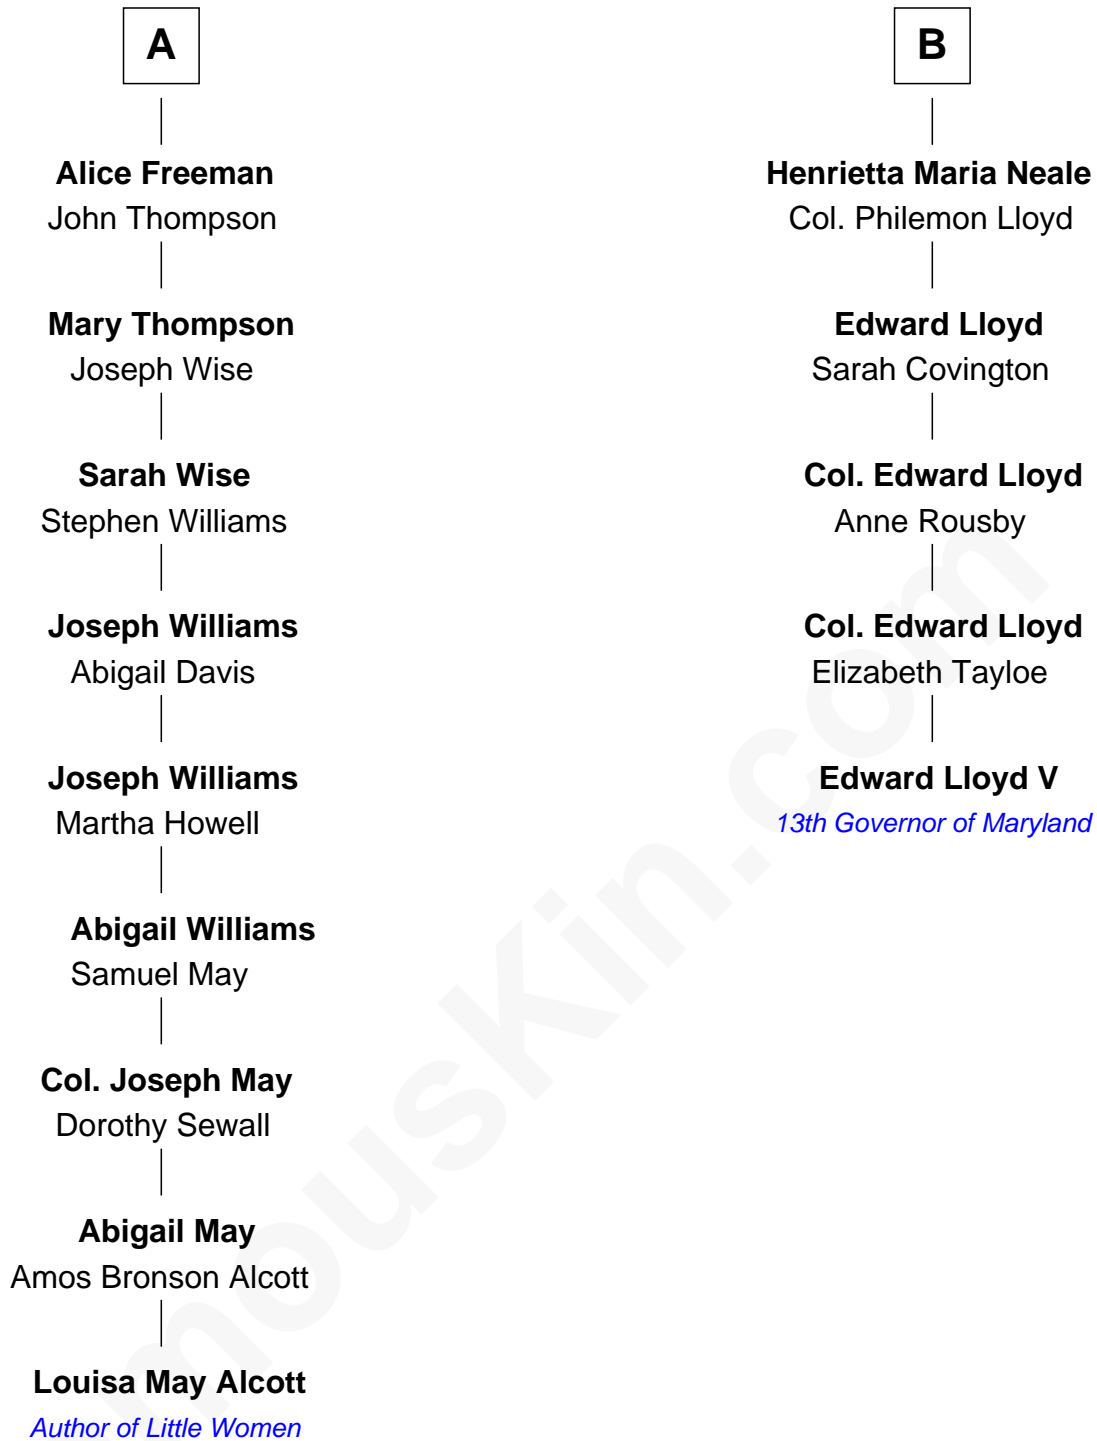 A
Alice Freeman
John Thompson
Mary Thompson
Joseph Wise
Sarah Wise
Stephen Williams
Joseph Williams
Abigail Davis
Joseph Williams
Martha Howell
Abigail Williams
Samuel May
Col. Joseph May
Dorothy Sewall
Abigail May
Amos Bronson Alcott
Louisa May Alcott
Author of Little Women
B
Henrietta Maria Neale
Col. Philemon Lloyd
Edward Lloyd
Sarah Covington
Col. Edward Lloyd
Anne Rousby
Col. Edward Lloyd
Elizabeth Tayloe
Edward Lloyd V
13th Governor of Maryland
mousKin.com